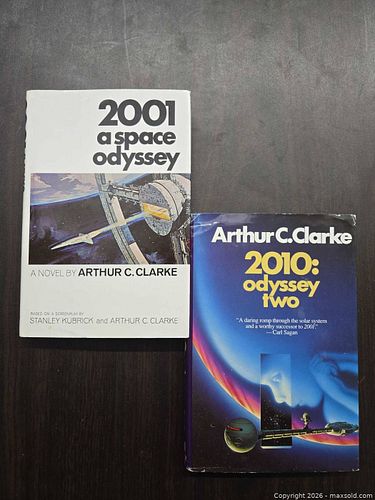 2001
a space
odyssey
A NOVEL BY ARTHUR C. CLARKE
BASED ON A SCREENPLAY BY
STANLEY KUBRICK and ARTHUR C. CLARKE
Arthur C. Clarke
2010:
odyssey
two
"A daring romp through the solar system
and a worthy successor to 2001."
— Carl Sagan
Copyright 2026 - maxsold.com